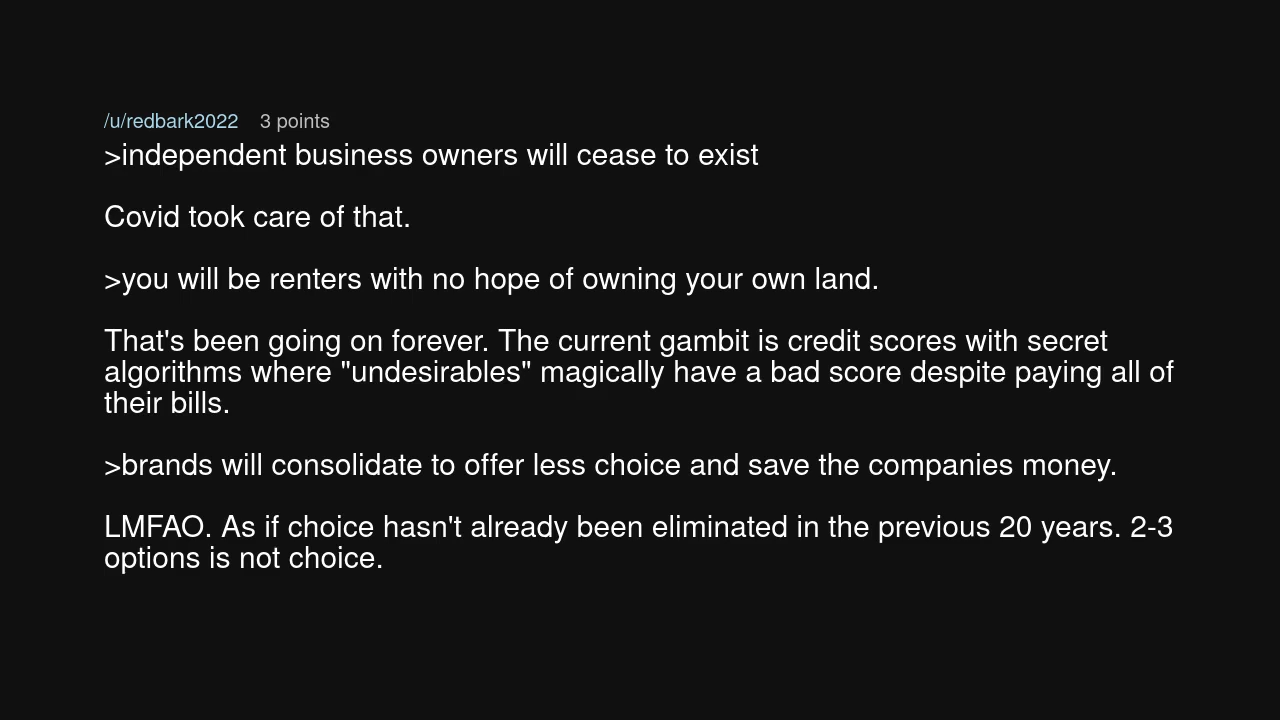 /u/redbark2022 3 points
>independent business owners will cease to exist
Covid took care of that.
>you will be renters with no hope of owning your own land.
That's been going on forever. The current gambit is credit scores with secret
algorithms where "undesirables" magically have a bad score despite paying all of
their bills.
>brands will consolidate to offer less choice and save the companies money.
LMFAO. As if choice hasn't already been eliminated in the previous 20 years. 2-3
options is not choice.